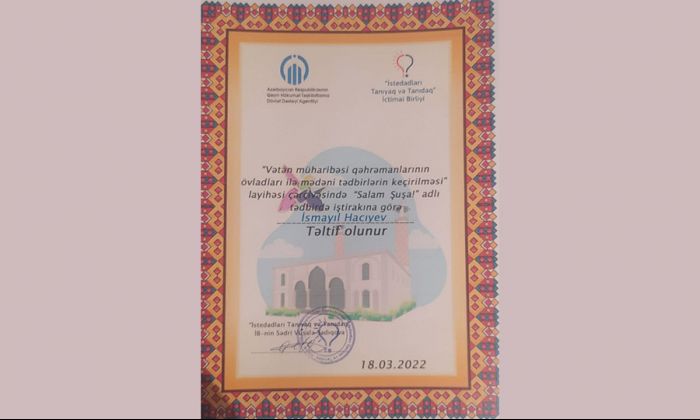 Azərbaycan Respublikasının
Qeyri Hökumət Təşkilatlarına
Dövlət Dəstəyi Agentliyi
"İstedadları
Tanıyaq və Tanıdaq"
İctimai Birliyi
"Vətən müharibəsi qəhrəmanlarının
övladları ilə mədəni tədbirlərin keçirilməsi"
layihəsi çərçivəsində "Salam Şuşa!" adlı
tədbirdə iştirakına görə
İsmayıl Hacıyev
Təltif olunur
"İstedadları Tanıyaq və Tanıdaq"
İB-nin Sədri Vüsalə Sadıqova
18.03.2022